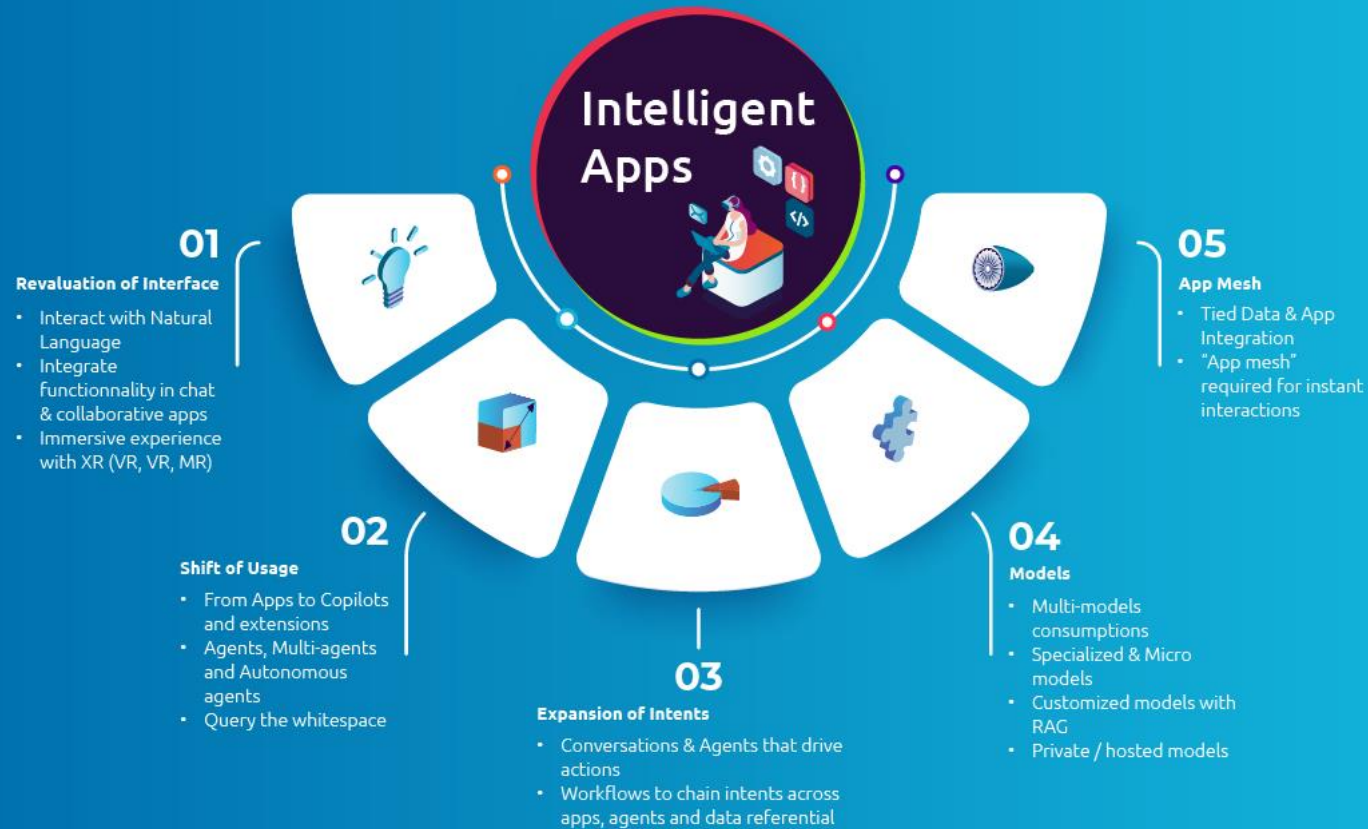 Intelligent
Apps
01
Revaluation of Interface
• Interact with Natural
Language
• Integrate
functionnality in chat
& collaborative apps
• Immersive experience
with XR (VR, VR, MR)
02
Shift of Usage
• From Apps to Copilots
and extensions
• Agents, Multi-agents
and Autonomous
agents
• Query the whitespace
03
Expansion of Intents
• Conversations & Agents that drive
actions
• Workflows to chain intents across
apps, agents and data referential
04
Models
• Multi-models
consumptions
• Specialized & Micro
models
• Customized models with
RAG
• Private / hosted models
05
App Mesh
• Tied Data & App
Integration
• "App mesh"
required for instant
interactions
{}
</>